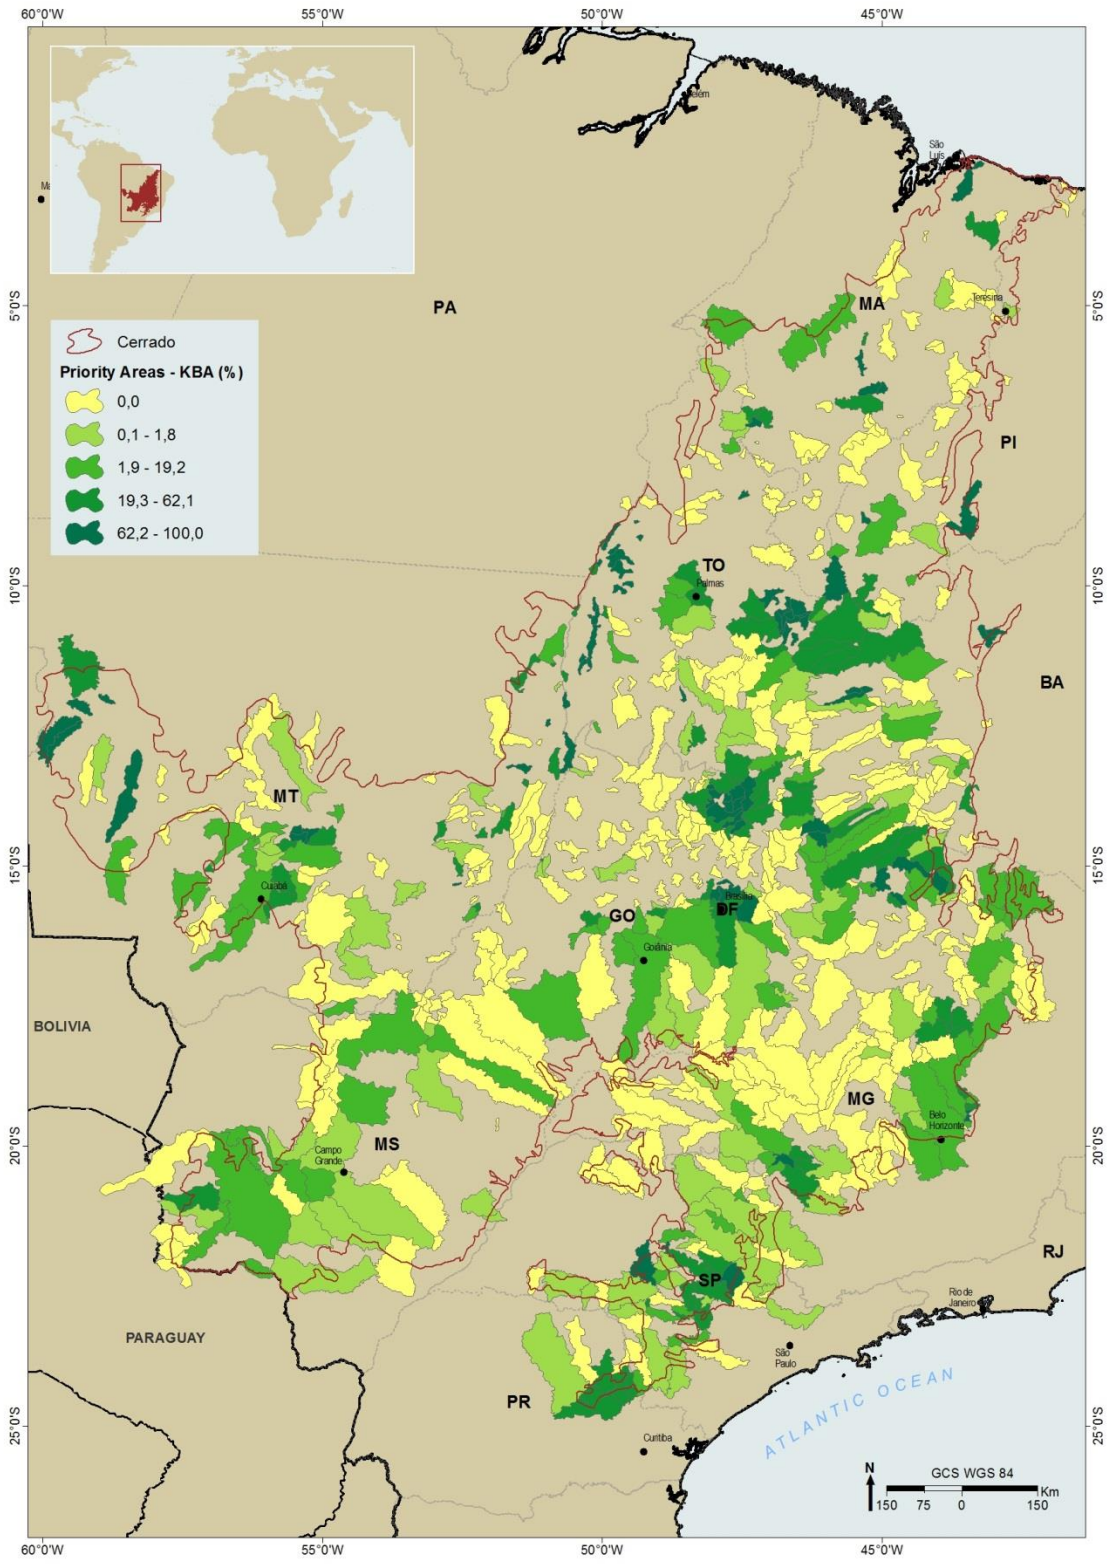 60°0'W 55°0'W 50°0'W 45°0'W
Belém
São
Luís
Ma
5°0'S
PA
MA
Teresina
5°0'S
Cerrado
Priority Areas - KBA (%)
0,0
0,1 - 1,8
1,9 - 19,2
19,3 - 62,1
62,2 - 100,0
PI
TO
Palmas
10°0'S
10°0'S
BA
MT
15°0'S
15°0'S
Cuiabá
Brasília
DF
GO
Goiânia
BOLIVIA
MG
Belo
Horizonte
MS
Campo
Grande
20°0'S
20°0'S
RJ
SP
Rio de
Janeiro
PARAGUAY
São
Paulo
PR
ATLANTIC OCEAN
25°0'S
25°0'S
Curitiba
N
GCS WGS 84
Km
150 75 0 150
60°0'W 55°0'W 50°0'W 45°0'W